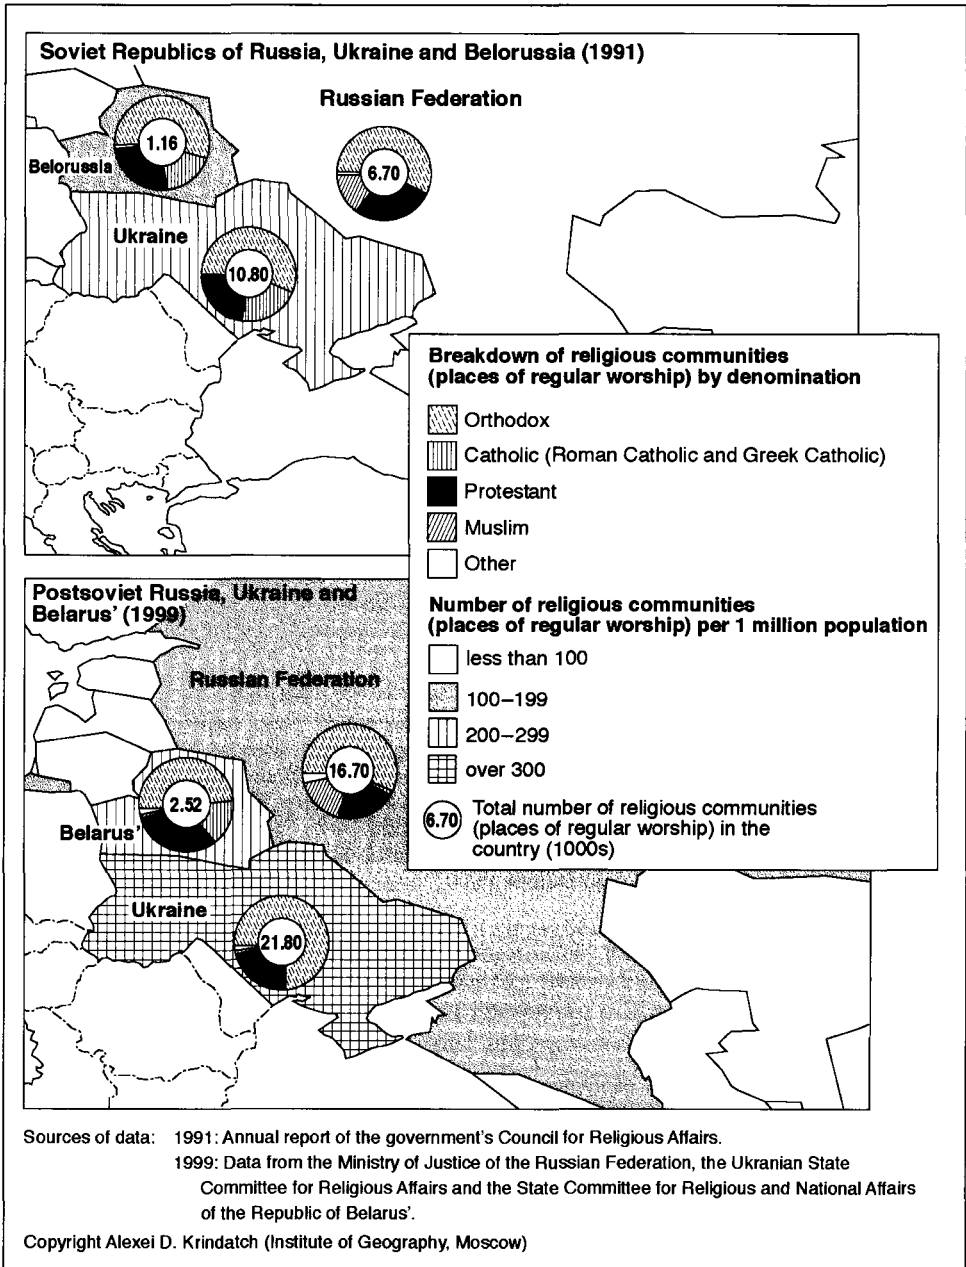 Soviet Republics of Russia, Ukraine and Belorussia (1991)
Russian Federation
1.16
6.70
Belorussia
Ukraine
10.80
Breakdown of religious communities
(places of regular worship) by denomination
Orthodox
Catholic (Roman Catholic and Greek Catholic)
Protestant
Muslim
Other
Number of religious communities
(places of regular worship) per 1 million population
less than 100
100–199
200–299
over 300
6.70
Total number of religious communities
(places of regular worship) in the
country (1000s)
Postsoviet Russia, Ukraine and
Belarus' (1999)
Russian Federation
16.70
2.52
Belarus'
Ukraine
21.80
Sources of data: 1991: Annual report of the government's Council for Religious Affairs.
1999: Data from the Ministry of Justice of the Russian Federation, the Ukranian State
Committee for Religious Affairs and the State Committee for Religious and National Affairs
of the Republic of Belarus'.
Copyright Alexei D. Krindatch (Institute of Geography, Moscow)